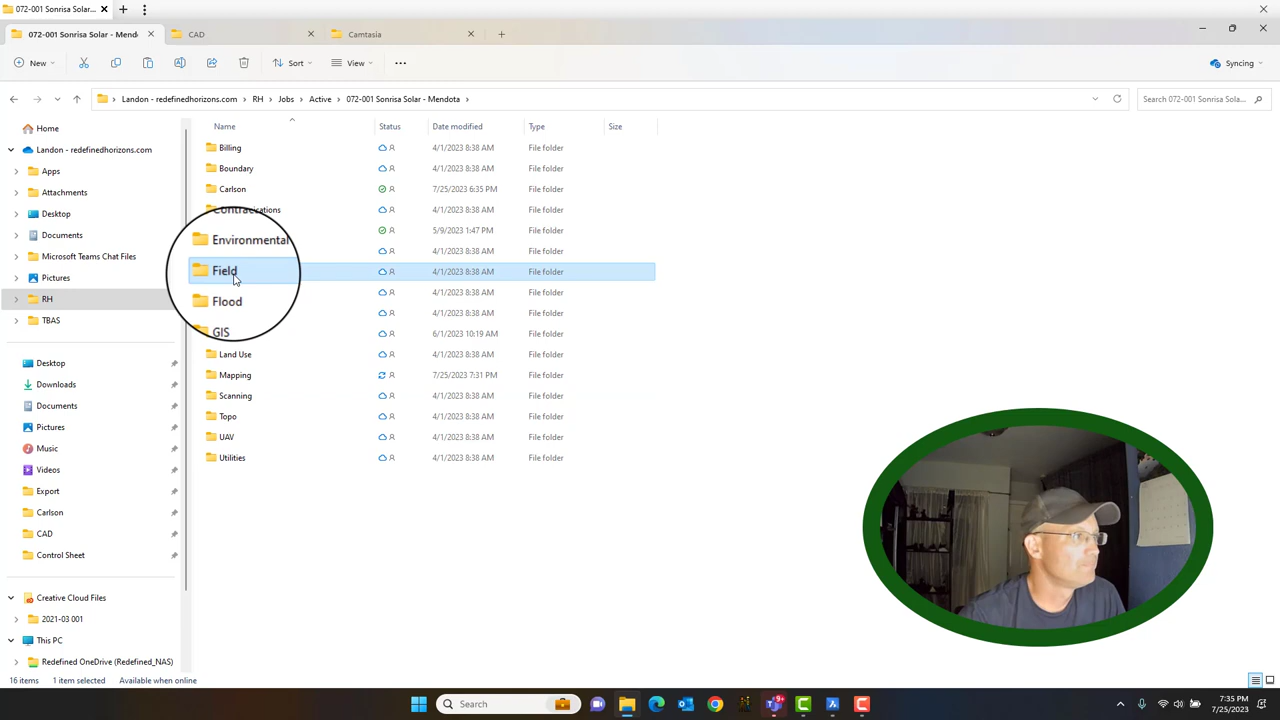 072-001 Sonrisa Solar
072-001 Sonrisa Solar - Mend
CAD
Camtasia
New
Sort
View
Syncing
Landon - redefinedhorizons.com
RH
Jobs
Active
072-001 Sonrisa Solar - Mendota
Search 072-001 Sonrisa Sola...
Home
Landon - redefinedhorizons.com
Apps
Attachments
Desktop
Documents
Microsoft Teams Chat Files
Pictures
RH
TBAS
Desktop
Downloads
Documents
Pictures
Music
Videos
Export
Carlson
CAD
Control Sheet
Creative Cloud Files
2021-03 001
This PC
Redefined OneDrive (Redefined_NAS)
Name Status Date modified Type Size
Billing 4/1/2023 8:38 AM File folder
Boundary 4/1/2023 8:38 AM File folder
Carlson 7/25/2023 6:35 PM File folder
4/1/2023 8:38 AM File folder
5/9/2023 1:47 PM File folder
Environmental 4/1/2023 8:38 AM File folder
Field 4/1/2023 8:38 AM File folder
Flood 4/1/2023 8:38 AM File folder
4/1/2023 8:38 AM File folder
GIS 6/1/2023 10:19 AM File folder
Land Use 4/1/2023 8:38 AM File folder
Mapping 7/25/2023 7:31 PM File folder
Scanning 4/1/2023 8:38 AM File folder
Topo 4/1/2023 8:38 AM File folder
UAV 4/1/2023 8:38 AM File folder
Utilities 4/1/2023 8:38 AM File folder
16 items 1 item selected Available when online
Search
9+
7:35 PM
7/25/2023